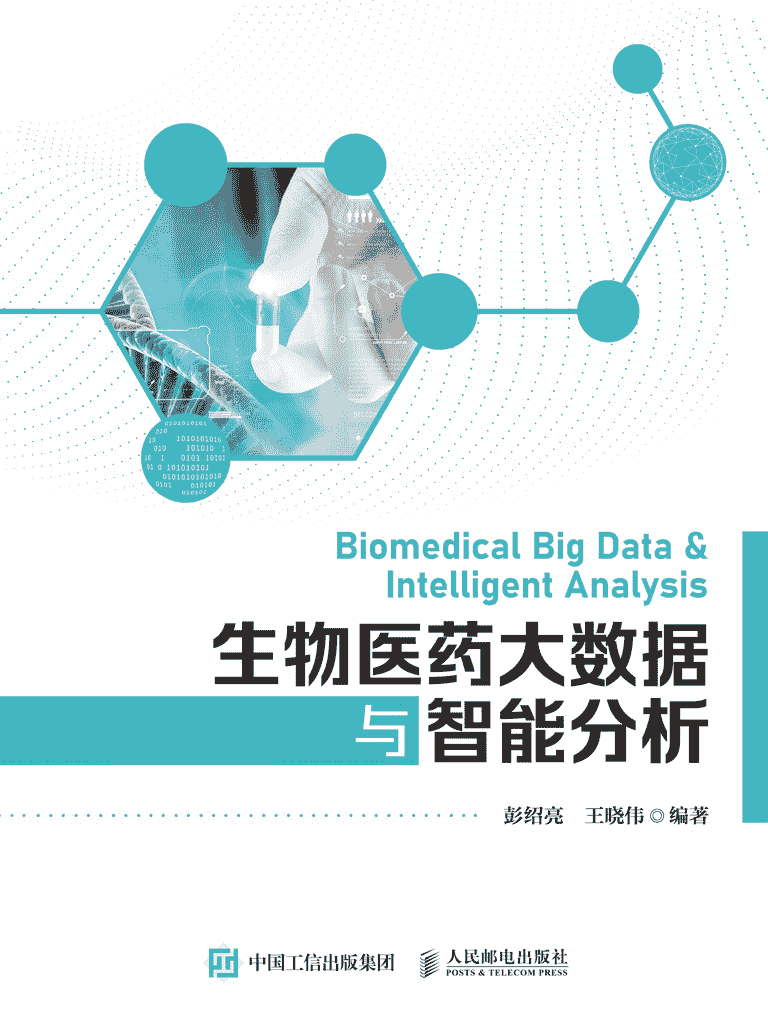 Biomedical Big Data &
Intelligent Analysis
生物医药大数据
与智能分析
彭绍亮 王晓伟◎编著
中国工信出版集团 人民邮电出版社
POSTS & TELECOM PRESS